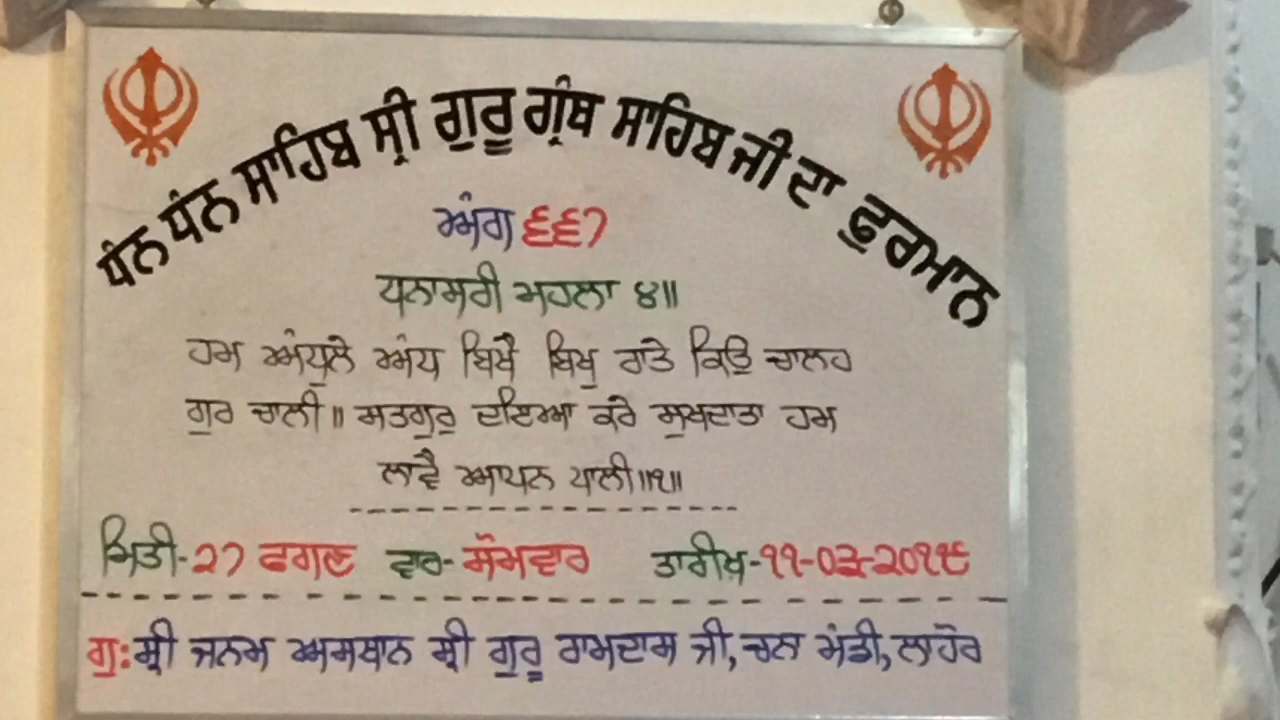 ਧੰਨ ਧੰਨ ਸਾਹਿਬ ਸ੍ਰੀ ਗੁਰੂ ਗ੍ਰੰਥ ਸਾਹਿਬ ਜੀ ਦਾ ਫੁਰਮਾਨ
ਅੰਗ ੬੬੭
ਧਨਾਸਰੀ ਮਹਲਾ ੪॥
ਹਮ ਅੰਧੁਲੇ ਅੰਧ ਬਿਖੈ ਬਿਖੁ ਰਾਤੇ ਕਿਉ ਚਾਲਹ
ਗੁਰ ਚਾਲੀ॥ ਸਤਗੁਰੁ ਦਇਆ ਕਰੇ ਸੁਖਦਾਤਾ ਹਮ
ਲਾਵੈ ਆਪਨ ਪਾਲੀ॥੧॥
ਮਿਤੀ-੨੭ ਫਗਣ ਵਾਰ-ਸੋਮਵਾਰ ਤਾਰੀਖ਼-੧੧-੦੩-੨੦੧੯
ਗੁ:ਸ਼੍ਰੀ ਜਨਮ ਅਸਥਾਨ ਸ਼੍ਰੀ ਗੁਰੂ ਰਾਮਦਾਸ ਜੀ, ਚੂਨਾ ਮੰਡੀ, ਲਾਹੌਰ